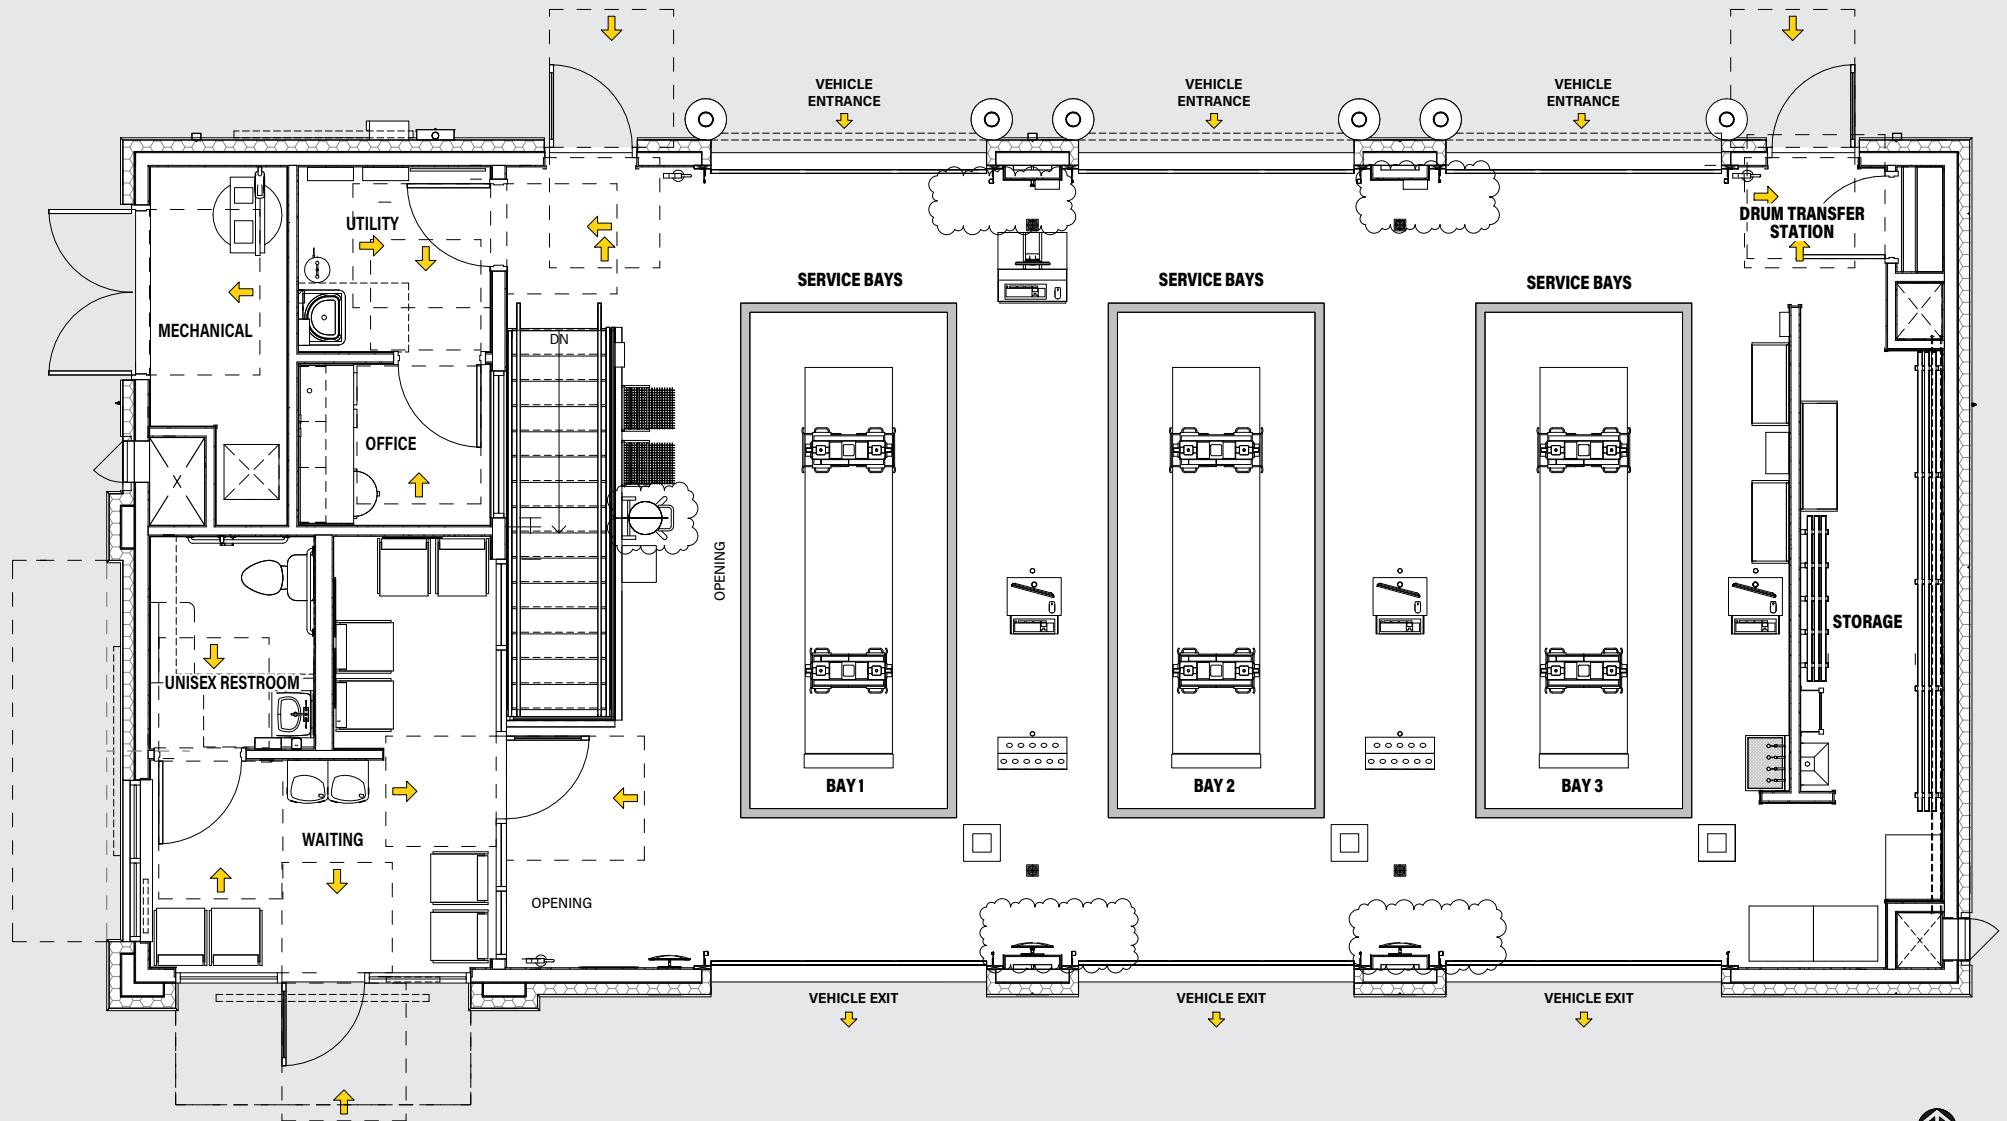 VEHICLE
ENTRANCE
VEHICLE
ENTRANCE
VEHICLE
ENTRANCE
UTILITY
DRUM TRANSFER
STATION
SERVICE BAYS
SERVICE BAYS
SERVICE BAYS
MECHANICAL
DN
OFFICE
X
OPENING
STORAGE
UNISEX RESTROOM
BAY 1
BAY 2
BAY 3
WAITING
OPENING
VEHICLE EXIT
VEHICLE EXIT
VEHICLE EXIT